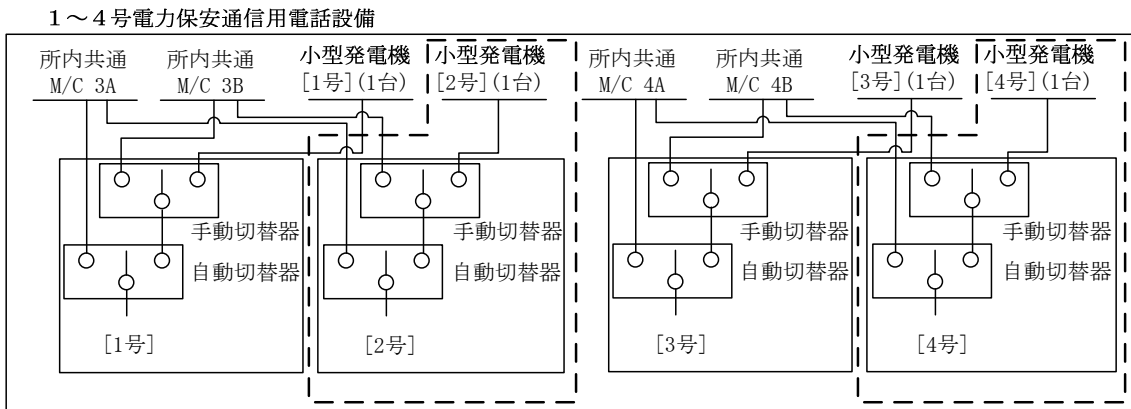 １～４号電力保安通信用電話設備
所内共通
M/C 3A
所内共通
M/C 3B
小型発電機
[1号](1台)
小型発電機
[2号](1台)
所内共通
M/C 4A
所内共通
M/C 4B
小型発電機
[3号](1台)
小型発電機
[4号](1台)
手動切替器
自動切替器
[1号]
手動切替器
自動切替器
[2号]
手動切替器
自動切替器
[3号]
手動切替器
自動切替器
[4号]